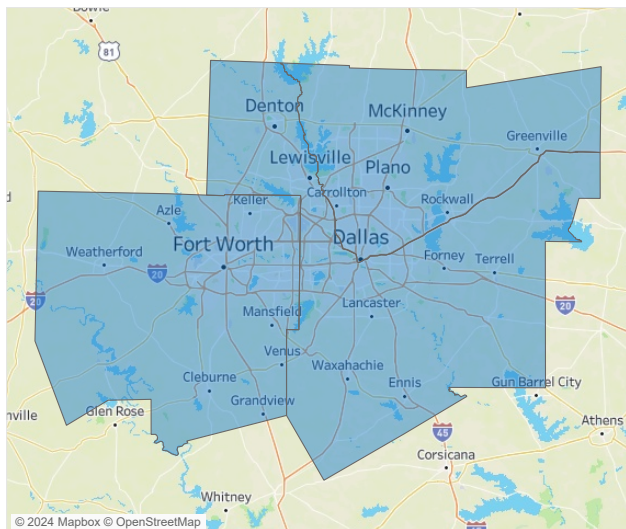 Bowie
81
Denton
McKinney
Greenville
Lewisville
Plano
Carrollton
Keller
Rockwall
Azle
Fort Worth
Dallas
Weatherford
Forney
Terrell
20
20
20
Lancaster
Mansfield
Venus
Waxahachie
Cleburne
Ennis
Gun Barrel City
Grandview
Glen Rose
nville
Athens
45
Corsicana
Whitney
© 2024 Mapbox © OpenStreetMap